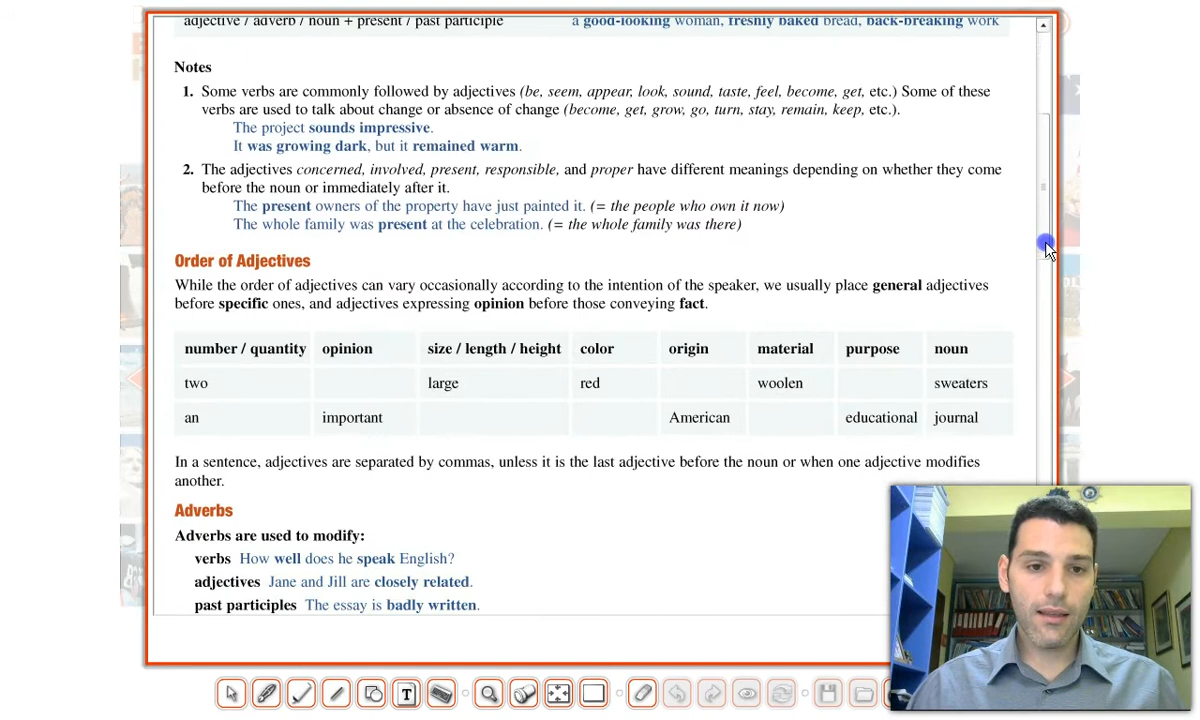 adjective / adverb / noun + present / past participle a good-looking woman, freshly baked bread, back-breaking work
Notes
1. Some verbs are commonly followed by adjectives (be, seem, appear, look, sound, taste, feel, become, get, etc.) Some of these
verbs are used to talk about change or absence of change (become, get, grow, go, turn, stay, remain, keep, etc.).
The project sounds impressive.
It was growing dark, but it remained warm.
2. The adjectives concerned, involved, present, responsible, and proper have different meanings depending on whether they come
before the noun or immediately after it.
The present owners of the property have just painted it. (= the people who own it now)
The whole family was present at the celebration. (= the whole family was there)
Order of Adjectives
While the order of adjectives can vary occasionally according to the intention of the speaker, we usually place general adjectives
before specific ones, and adjectives expressing opinion before those conveying fact.
number / quantity opinion size / length / height color origin material purpose noun
two large red woolen sweaters
an important American educational journal
In a sentence, adjectives are separated by commas, unless it is the last adjective before the noun or when one adjective modifies
another.
Adverbs
Adverbs are used to modify:
verbs How well does he speak English?
adjectives Jane and Jill are closely related.
past participles The essay is badly written.
T